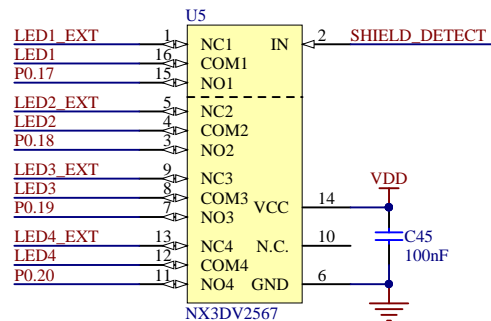 U5
LED1_EXT 1 NC1 IN 2 SHIELD_DETECT
LED1 16 COM1
P0.17 15 NO1
LED2_EXT 5 NC2
LED2 4 COM2
P0.18 3 NO2
LED3_EXT 9 NC3
LED3 8 COM3
P0.19 7 NO3
VCC 14 VDD
LED4_EXT 13 NC4
N.C. 10
LED4 12 COM4
P0.20 11 NO4
GND 6
C45
100nF
NX3DV2567